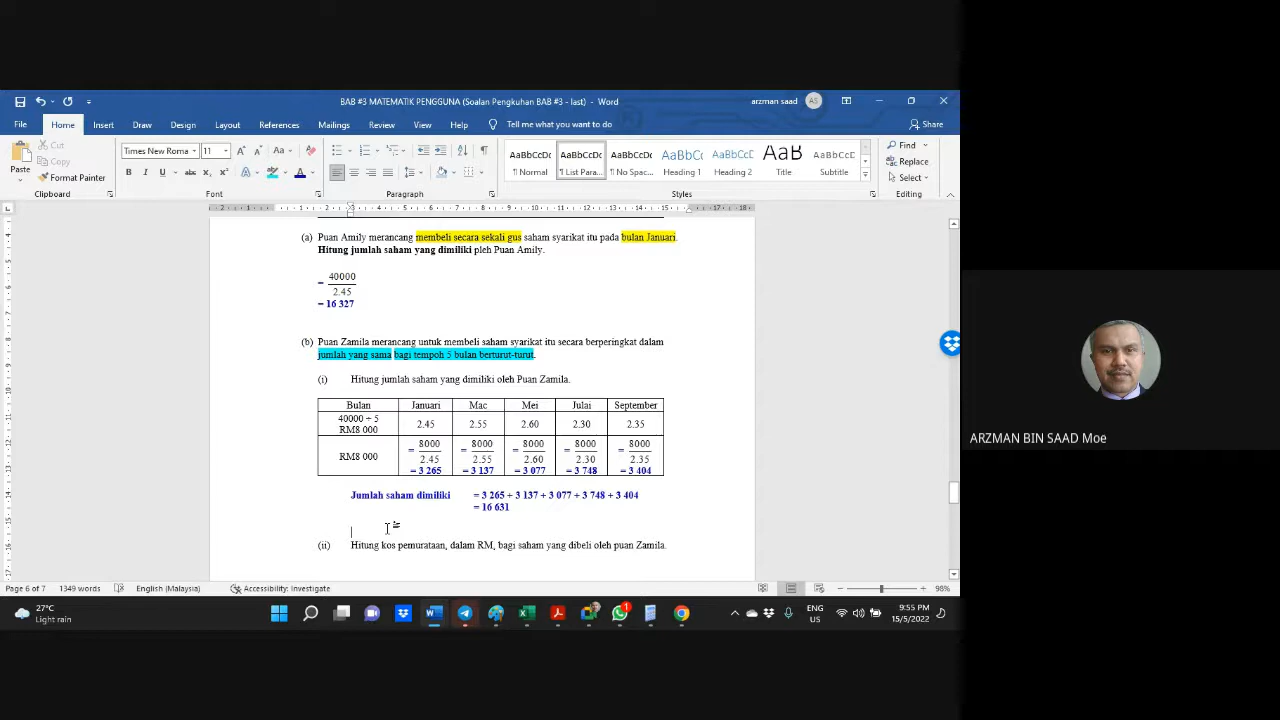 BAB #3 MATEMATIK PENGGUNA (Soalan Pengkuhan BAB #3 - last) - Word
arzman saad
AS
File Home Insert Draw Design Layout References Mailings Review View Help Tell me what you want to do Share
Paste
Cut
Copy
Format Painter
Times New Roma 11
AaBbCcDc AaBbCcDc AaBbCcDc AaBbCc AaBbCcC AaB AaBbCcD
¶ Normal ¶ List Para... ¶ No Spac... Heading 1 Heading 2 Title Subtitle
Find
Replace
Select
Clipboard Font Paragraph Styles Editing
(a) Puan Amily merancang membeli secara sekali gus saham syarikat itu pada bulan Januari.
Hitung jumlah saham yang dimiliki pleh Puan Amily.
= 40000
2.45
= 16 327
(b) Puan Zamila merancang untuk membeli saham syarikat itu secara berperingkat dalam
jumlah yang sama bagi tempoh 5 bulan berturut-turut.
(i) Hitung jumlah saham yang dimiliki oleh Puan Zamila.
Bulan Januari Mac Mei Julai September
40000 ÷ 5
RM8 000 2.45 2.55 2.60 2.30 2.35
RM8 000
= 8000 = 8000 = 8000 = 8000 = 8000
2.45 2.55 2.60 2.30 2.35
= 3 265 = 3 137 = 3 077 = 3 748 = 3 404
Jumlah saham dimiliki = 3 265 + 3 137 + 3 077 + 3 748 + 3 404
= 16 631
(ii) Hitung kos pemurataan, dalam RM, bagi saham yang dibeli oleh puan Zamila.
Page 6 of 7 1349 words English (Malaysia) Accessibility: Investigate 98%
27°C
Light rain
ENG
US
9:55 PM
15/5/2022
ARZMAN BIN SAAD Moe